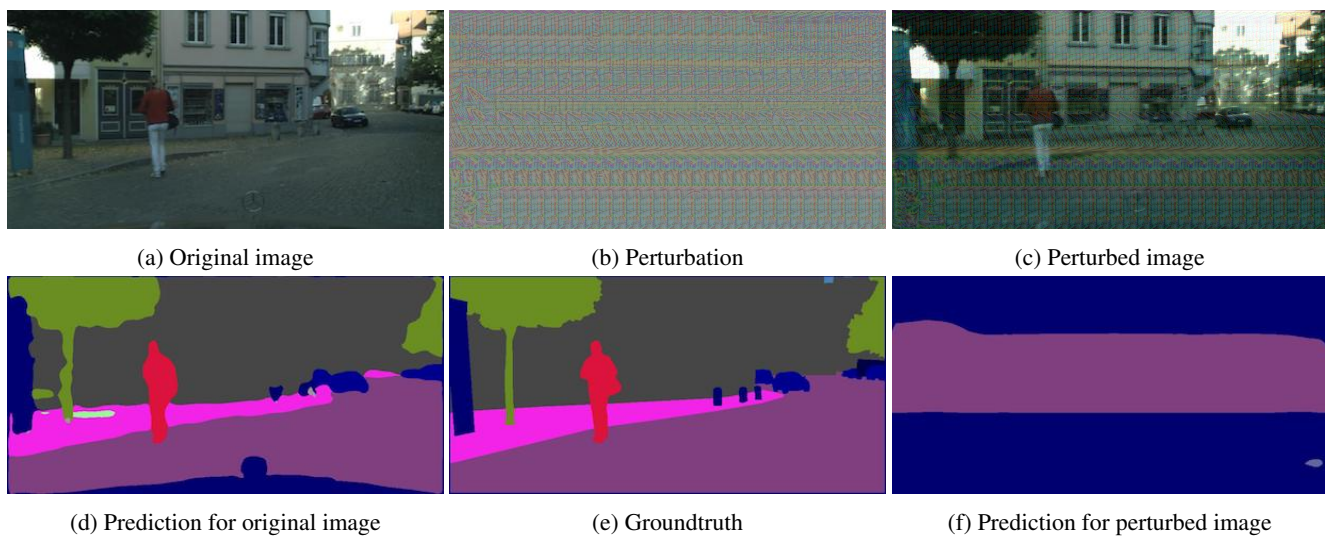 (a) Original image
(b) Perturbation
(c) Perturbed image
(d) Prediction for original image
(e) Groundtruth
(f) Prediction for perturbed image